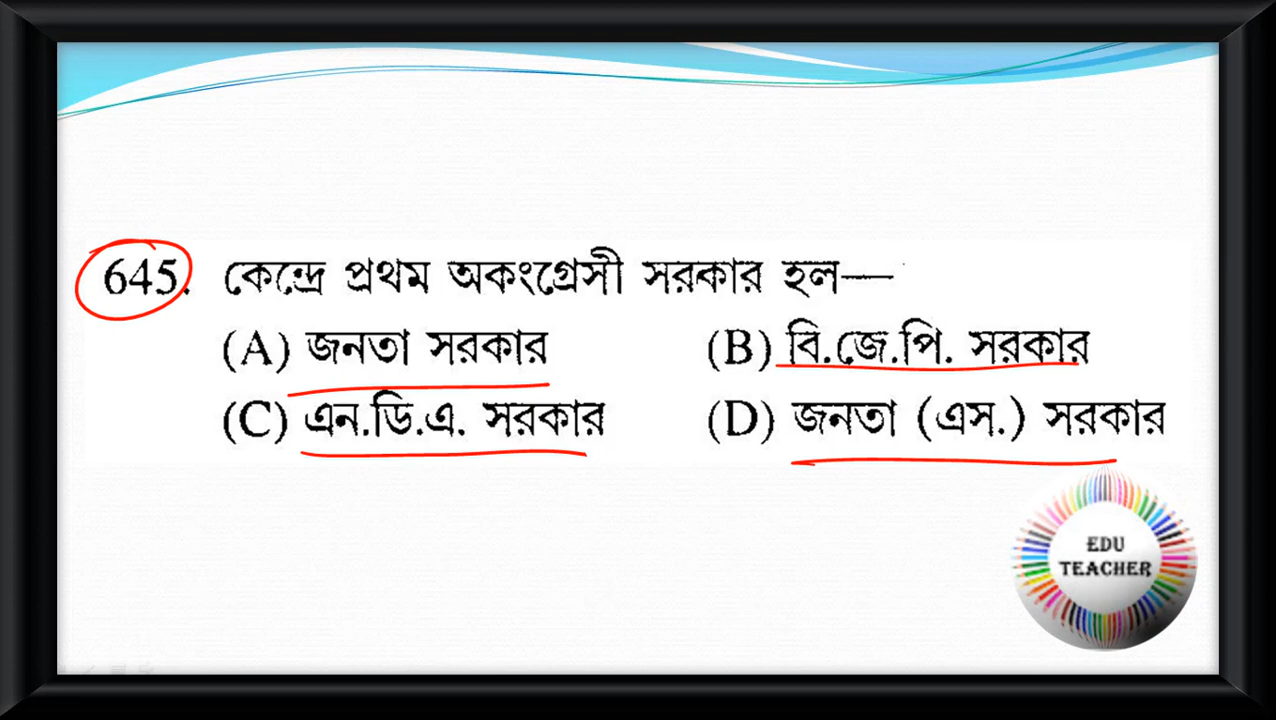 645. কেন্দ্রে প্রথম অকংগ্রেসী সরকার হল—
(A) জনতা সরকার (B) বি.জে.পি. সরকার
(C) এন.ডি.এ. সরকার (D) জনতা (এস.) সরকার
EDU
TEACHER